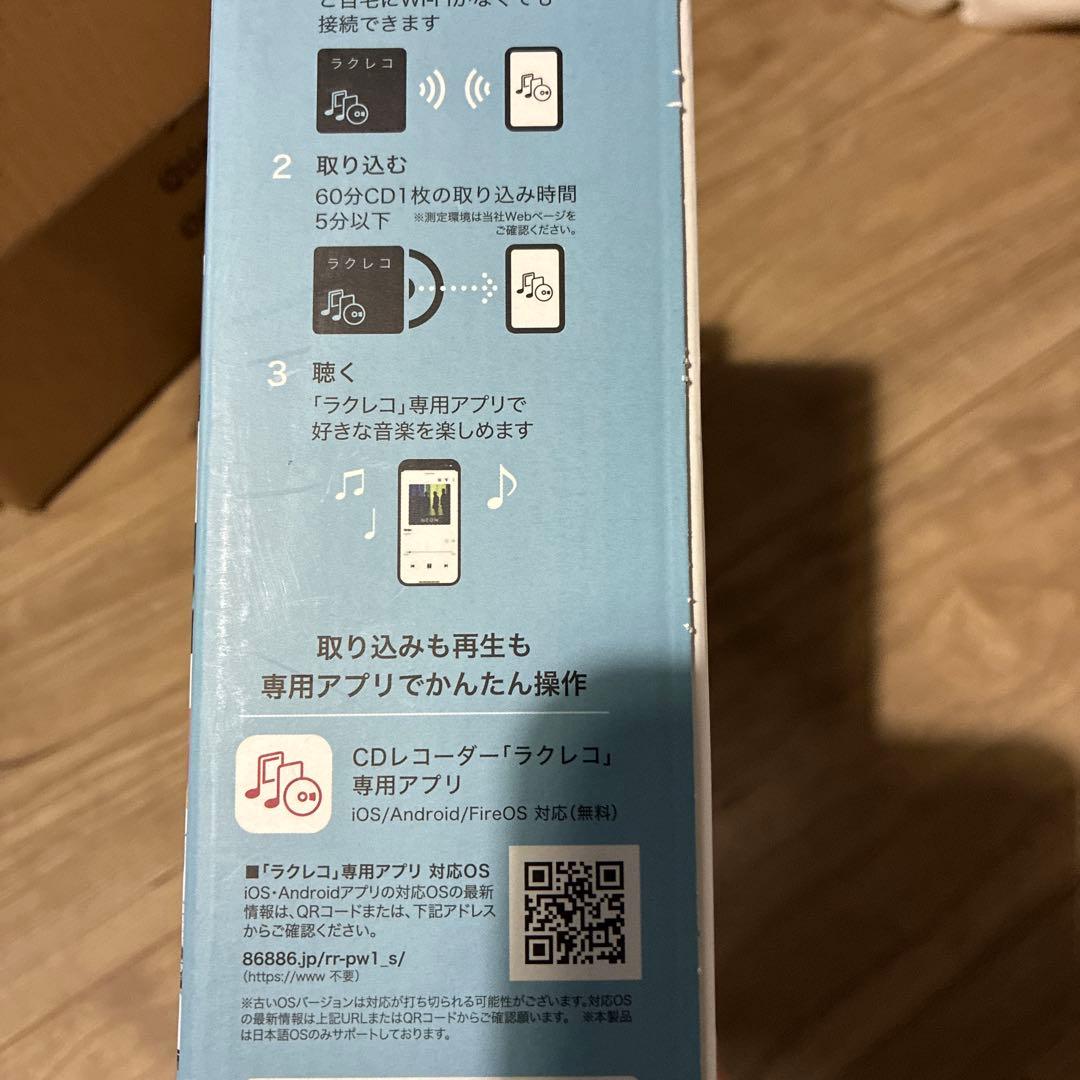 ご自宅にWi-Fiがなくても
接続できます
ラクレコ
2 取り込む
60分CD1枚の取り込み時間
5分以下 ※測定環境は当社Webページを
ご確認ください。
ラクレコ
3 聴く
「ラクレコ」専用アプリで
好きな音楽を楽しめます
取り込みも再生も
専用アプリでかんたん操作
CDレコーダー「ラクレコ」
専用アプリ
iOS/Android/FireOS 対応(無料)
■「ラクレコ」専用アプリ 対応OS
iOS・Androidアプリの対応OSの最新
情報は、QRコードまたは、下記アドレス
からご確認ください。
86886.jp/rr-pw1_s/
(https://www 不要)
※古いOSバージョンは対応が打ち切られる可能性がございます。対応OS
の最新情報は上記URLまたはQRコードからご確認願います。 ※本製品
は日本語OSのみサポートしております。